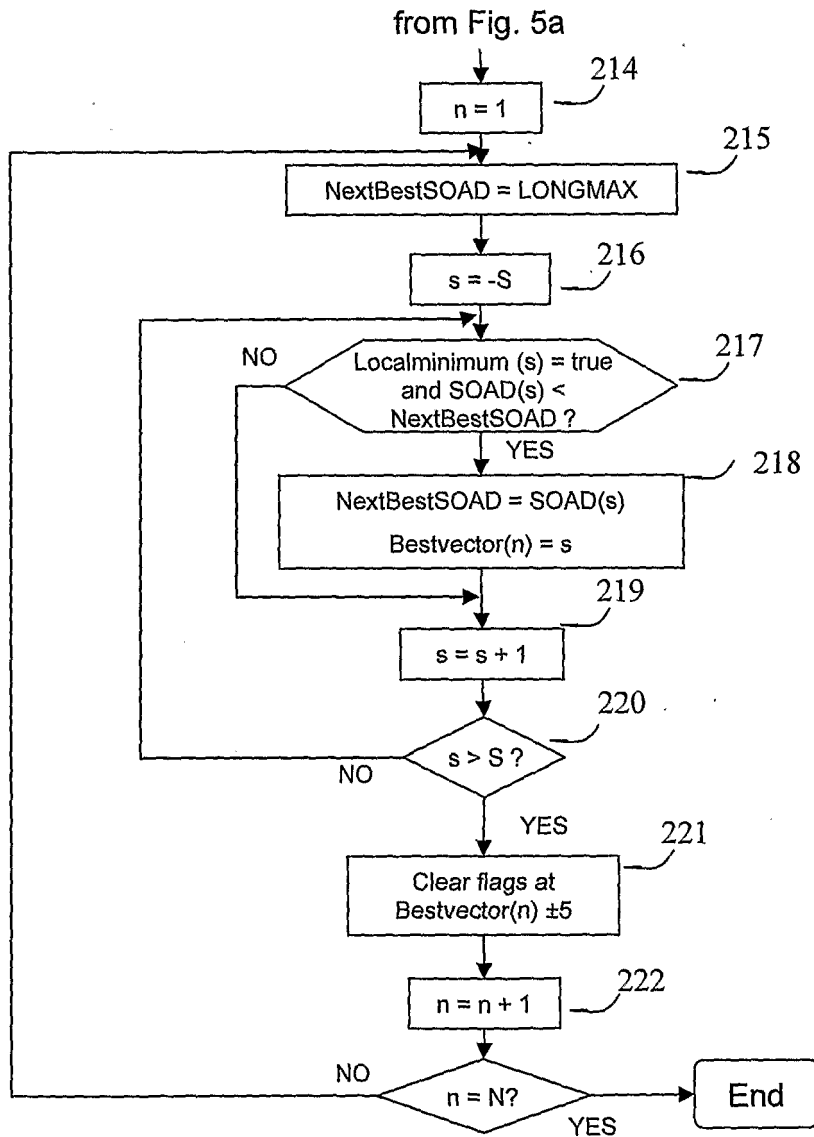 from Fig. 5a
214
n = 1
215
NextBestSOAD = LONGMAX
216
s = -S
217
NO
Localminimum (s) = true
and SOAD(s) <
NextBestSOAD ?
YES
218
NextBestSOAD = SOAD(s)
Bestvector(n) = s
219
s = s + 1
220
s > S ?
NO
YES
221
Clear flags at
Bestvector(n) ±5
222
n = n + 1
NO
n = N?
YES
End